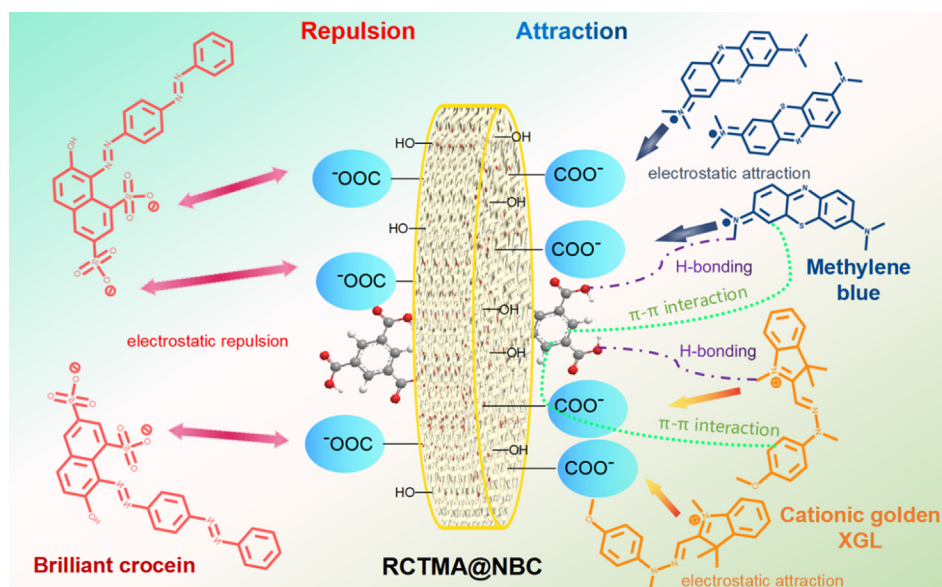 Repulsion
Attraction
HO
OH
⁻OOC
COO⁻
electrostatic attraction
OH
HO
COO⁻
H-bonding
Methylene
blue
⁻OOC
π-π interaction
OH
electrostatic repulsion
OH
H-bonding
COO⁻
π-π interaction
⁻OOC
OH
COO⁻
HO
Cationic golden
XGL
Brilliant crocein
RCTMA@NBC
electrostatic attraction